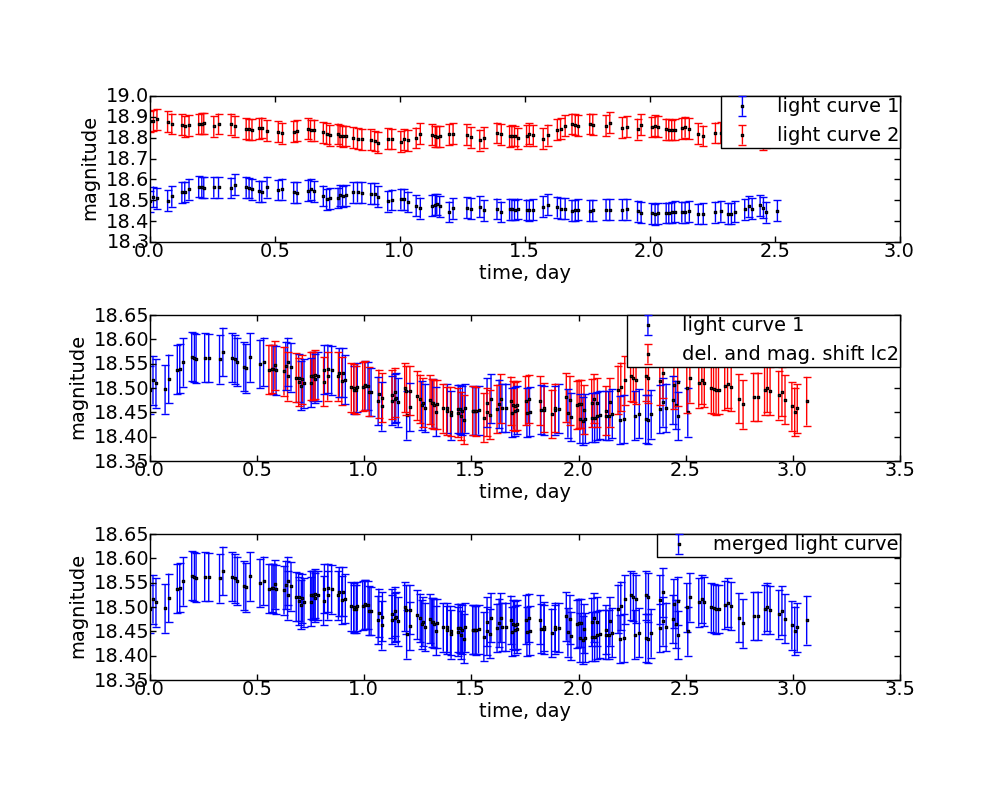 19.0
18.9
18.8
18.7
18.6
18.5
18.4
18.3
magnitude
light curve 1
light curve 2
0.0 0.5 1.0 1.5 2.0 2.5 3.0
time, day
18.65
18.60
18.55
18.50
18.45
18.40
18.35
magnitude
light curve 1
del. and mag. shift lc2
0.0 0.5 1.0 1.5 2.0 2.5 3.0 3.5
time, day
18.65
18.60
18.55
18.50
18.45
18.40
18.35
magnitude
merged light curve
0.0 0.5 1.0 1.5 2.0 2.5 3.0 3.5
time, day